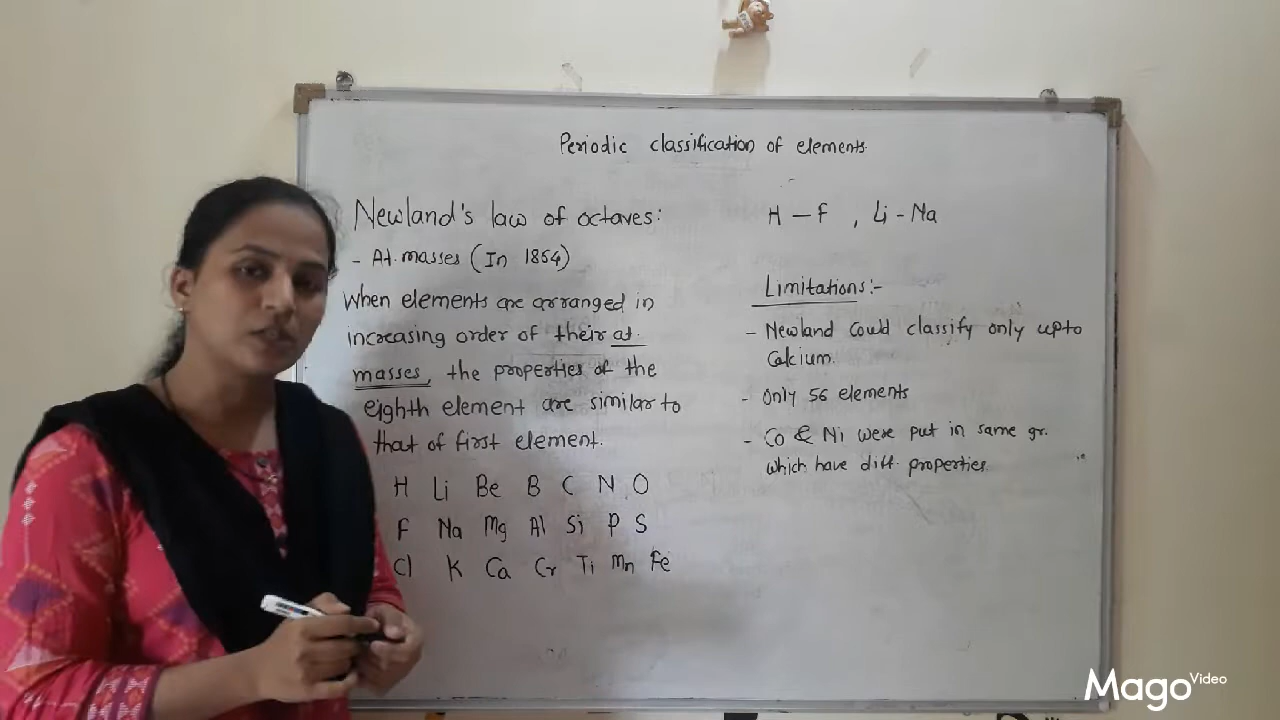 Periodic classification of elements.
Newland's law of octaves:
- At. masses (In 1864)
When elements are arranged in
increasing order of their at.
masses, the properties of the
eighth element are similar to
that of first element.
H Li Be B C N O
F Na Mg Al Si P S
Cl K Ca Cr Ti Mn Fe
H - F , Li - Na
Limitations:-
- Newland could classify only upto
Calcium.
- Only 56 elements
- Co & Ni were put in same gr.
which have diff. properties.
Mago Video